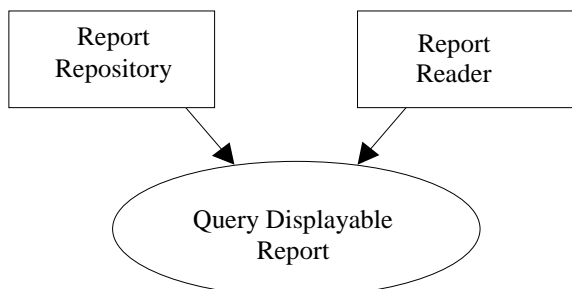 Report
Repository
Report
Reader
Query Displayable
Report